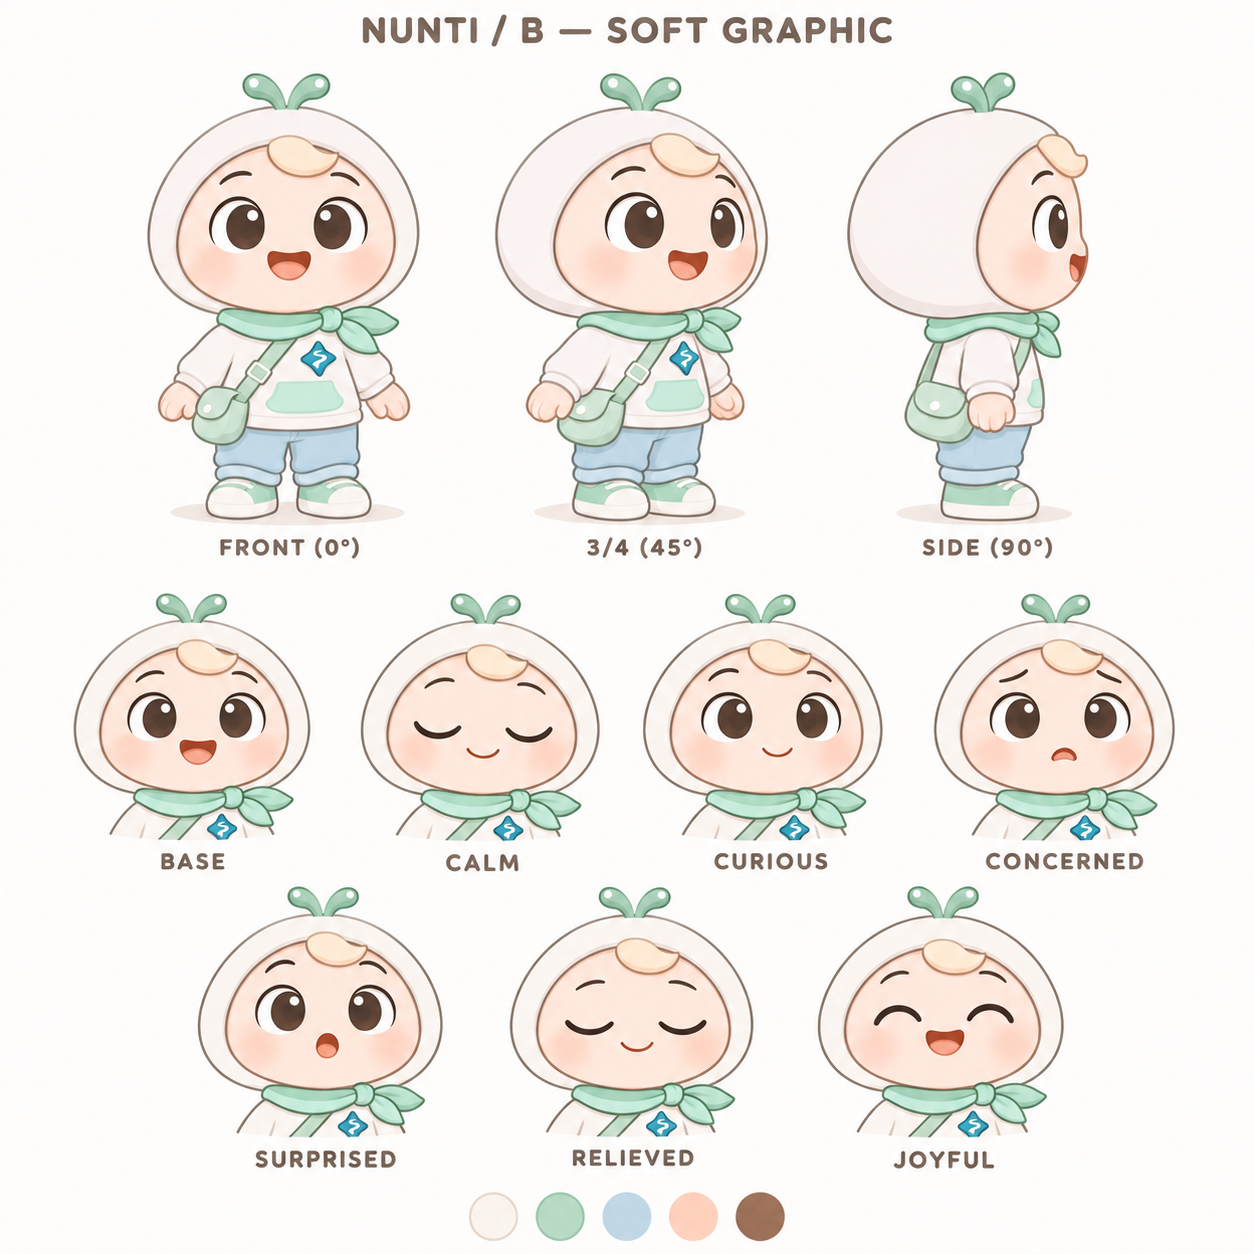 NUNTI / B — SOFT GRAPHIC
FRONT (0°)
3/4 (45°)
SIDE (90°)
BASE
CALM
CURIOUS
CONCERNED
SURPRISED
RELIEVED
JOYFUL